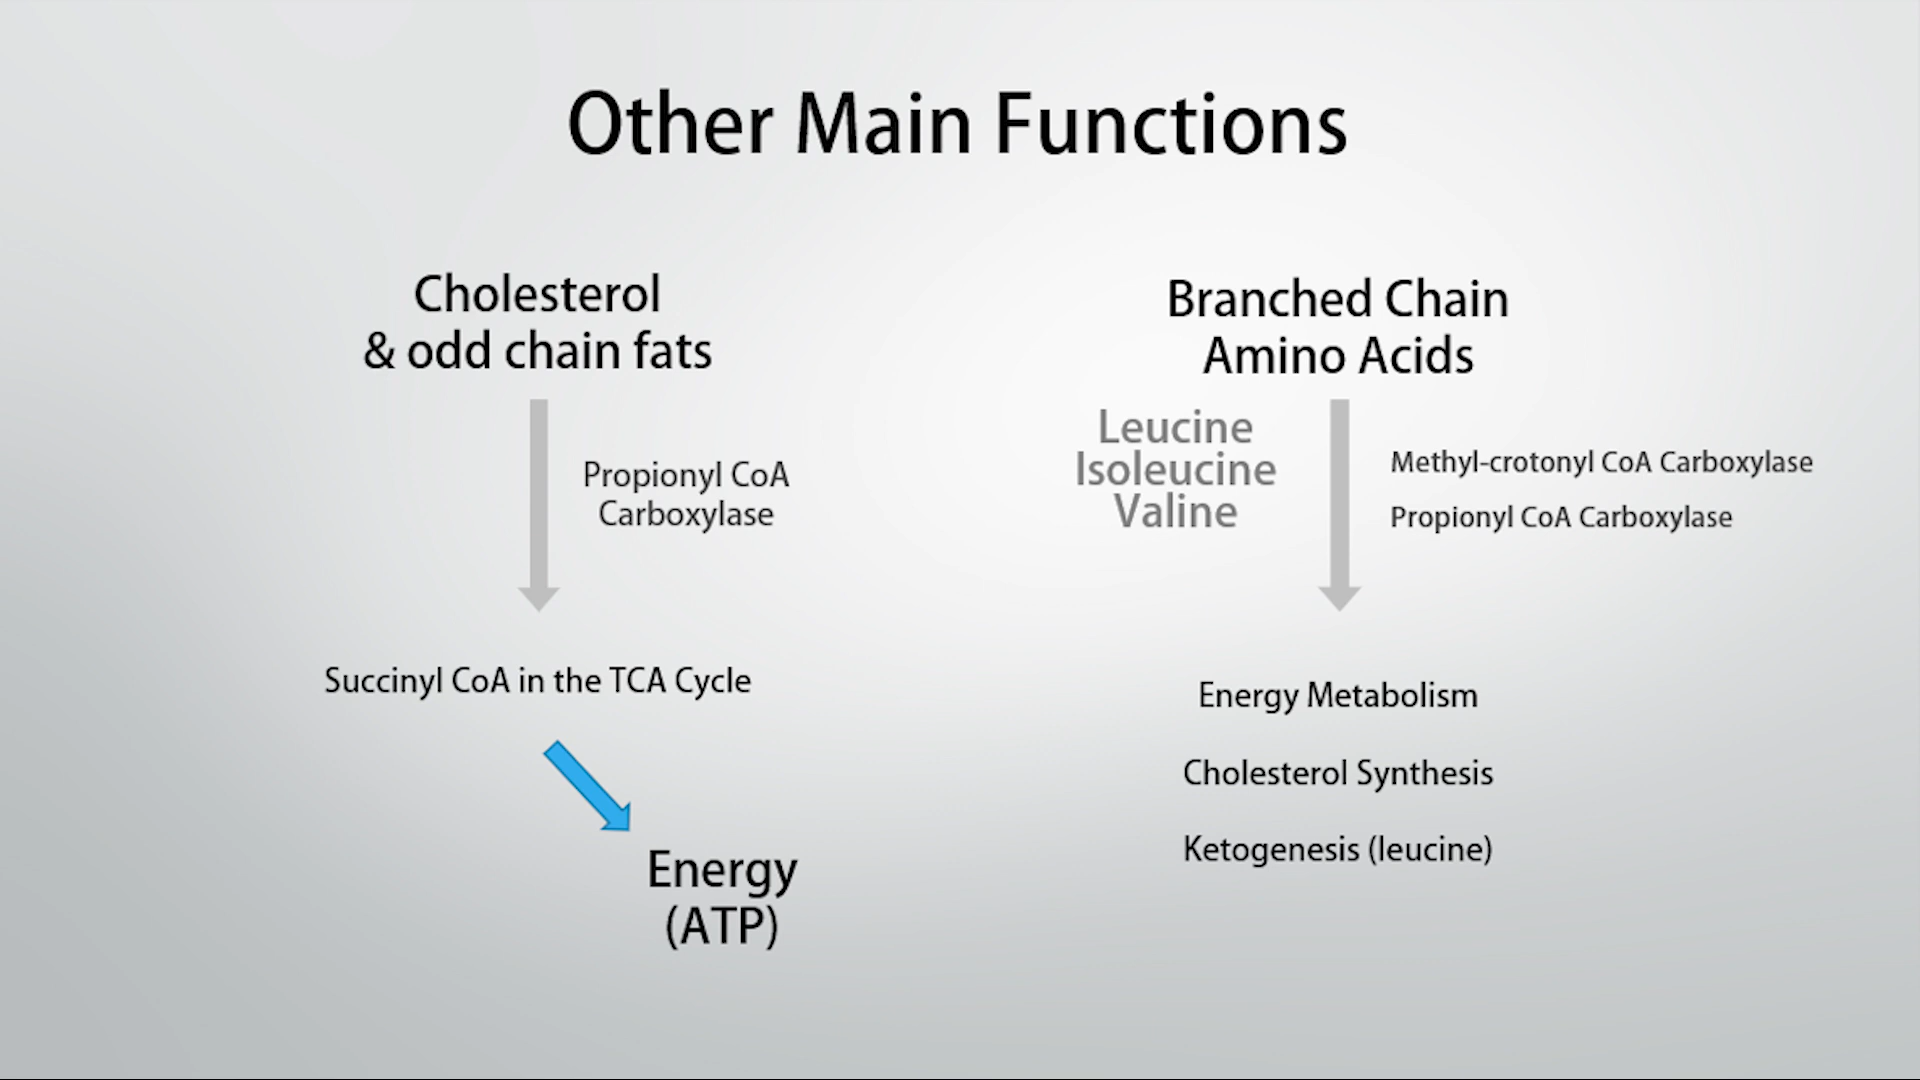 Other Main Functions
Cholesterol
& odd chain fats
Propionyl CoA
Carboxylase
Succinyl CoA in the TCA Cycle
Energy
(ATP)
Branched Chain
Amino Acids
Leucine
Isoleucine
Valine
Methyl-crotonyl CoA Carboxylase
Propionyl CoA Carboxylase
Energy Metabolism
Cholesterol Synthesis
Ketogenesis (leucine)